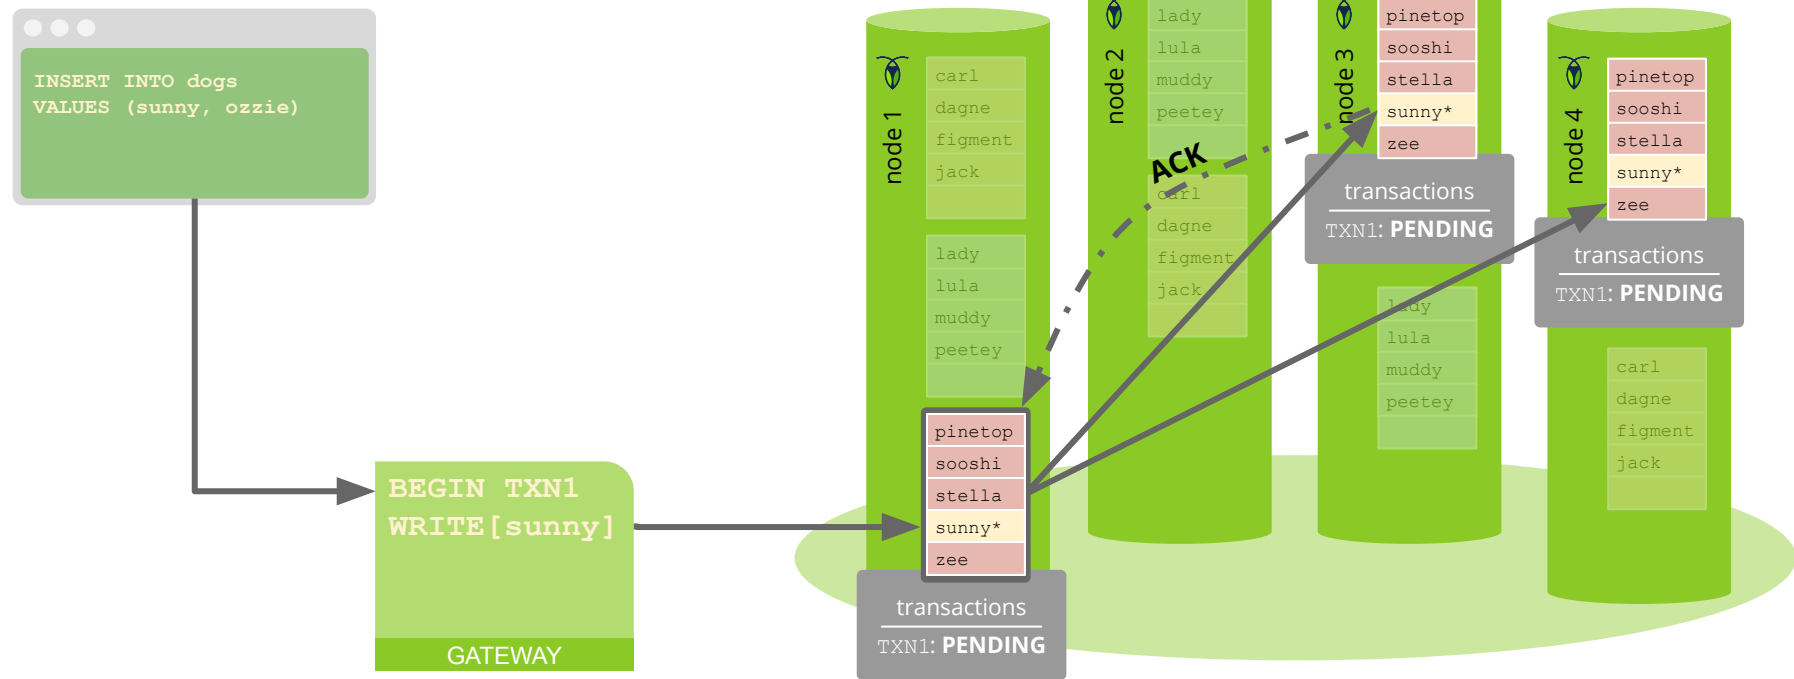 INSERT INTO dogs
VALUES (sunny, ozzie)
BEGIN TXN1
WRITE[sunny]
GATEWAY
node 1
carl
dagne
figment
jack
lady
lula
muddy
peetey
pinetop
sooshi
stella
sunny*
zee
transactions
TXN1: PENDING
ACK
node 2
lady
lula
muddy
peetey
carl
dagne
figment
jack
node 3
pinetop
sooshi
stella
sunny*
zee
transactions
TXN1: PENDING
lady
lula
muddy
peetey
node 4
pinetop
sooshi
stella
sunny*
zee
transactions
TXN1: PENDING
carl
dagne
figment
jack